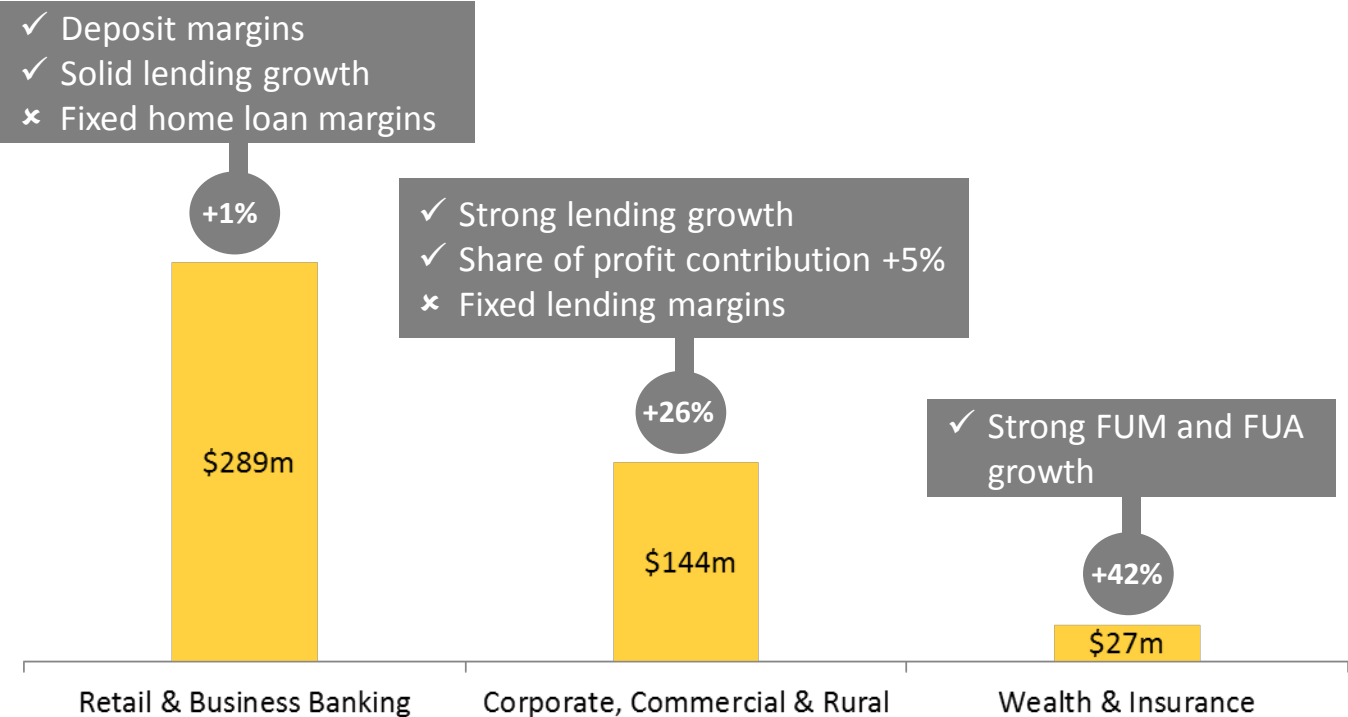 ✓ Deposit margins
✓ Solid lending growth
× Fixed home loan margins
+1%
$289m
✓ Strong lending growth
✓ Share of profit contribution +5%
× Fixed lending margins
+26%
$144m
✓ Strong FUM and FUA
growth
+42%
$27m
Retail & Business Banking
Corporate, Commercial & Rural
Wealth & Insurance